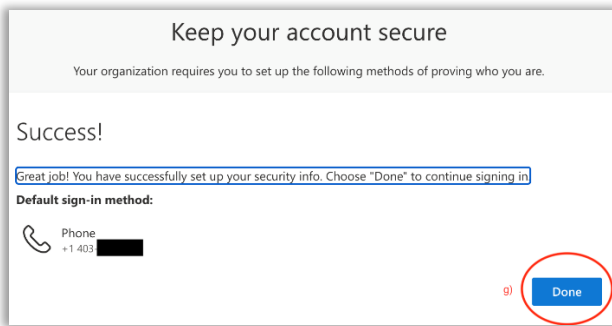 Keep your account secure
Your organization requires you to set up the following methods of proving who you are.
Success!
Great job! You have successfully set up your security info. Choose "Done" to continue signing in.
Default sign-in method:
Phone
+1 403-
g) Done